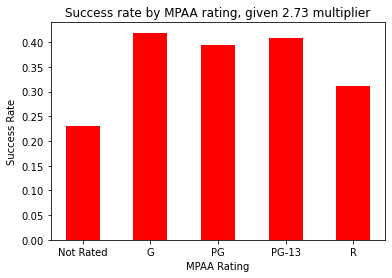 Success rate by MPAA rating, given 2.73 multiplier
0.40
0.35
0.30
0.25
0.20
0.15
0.10
0.05
0.00
Success Rate
Not Rated G PG PG-13 R
MPAA Rating